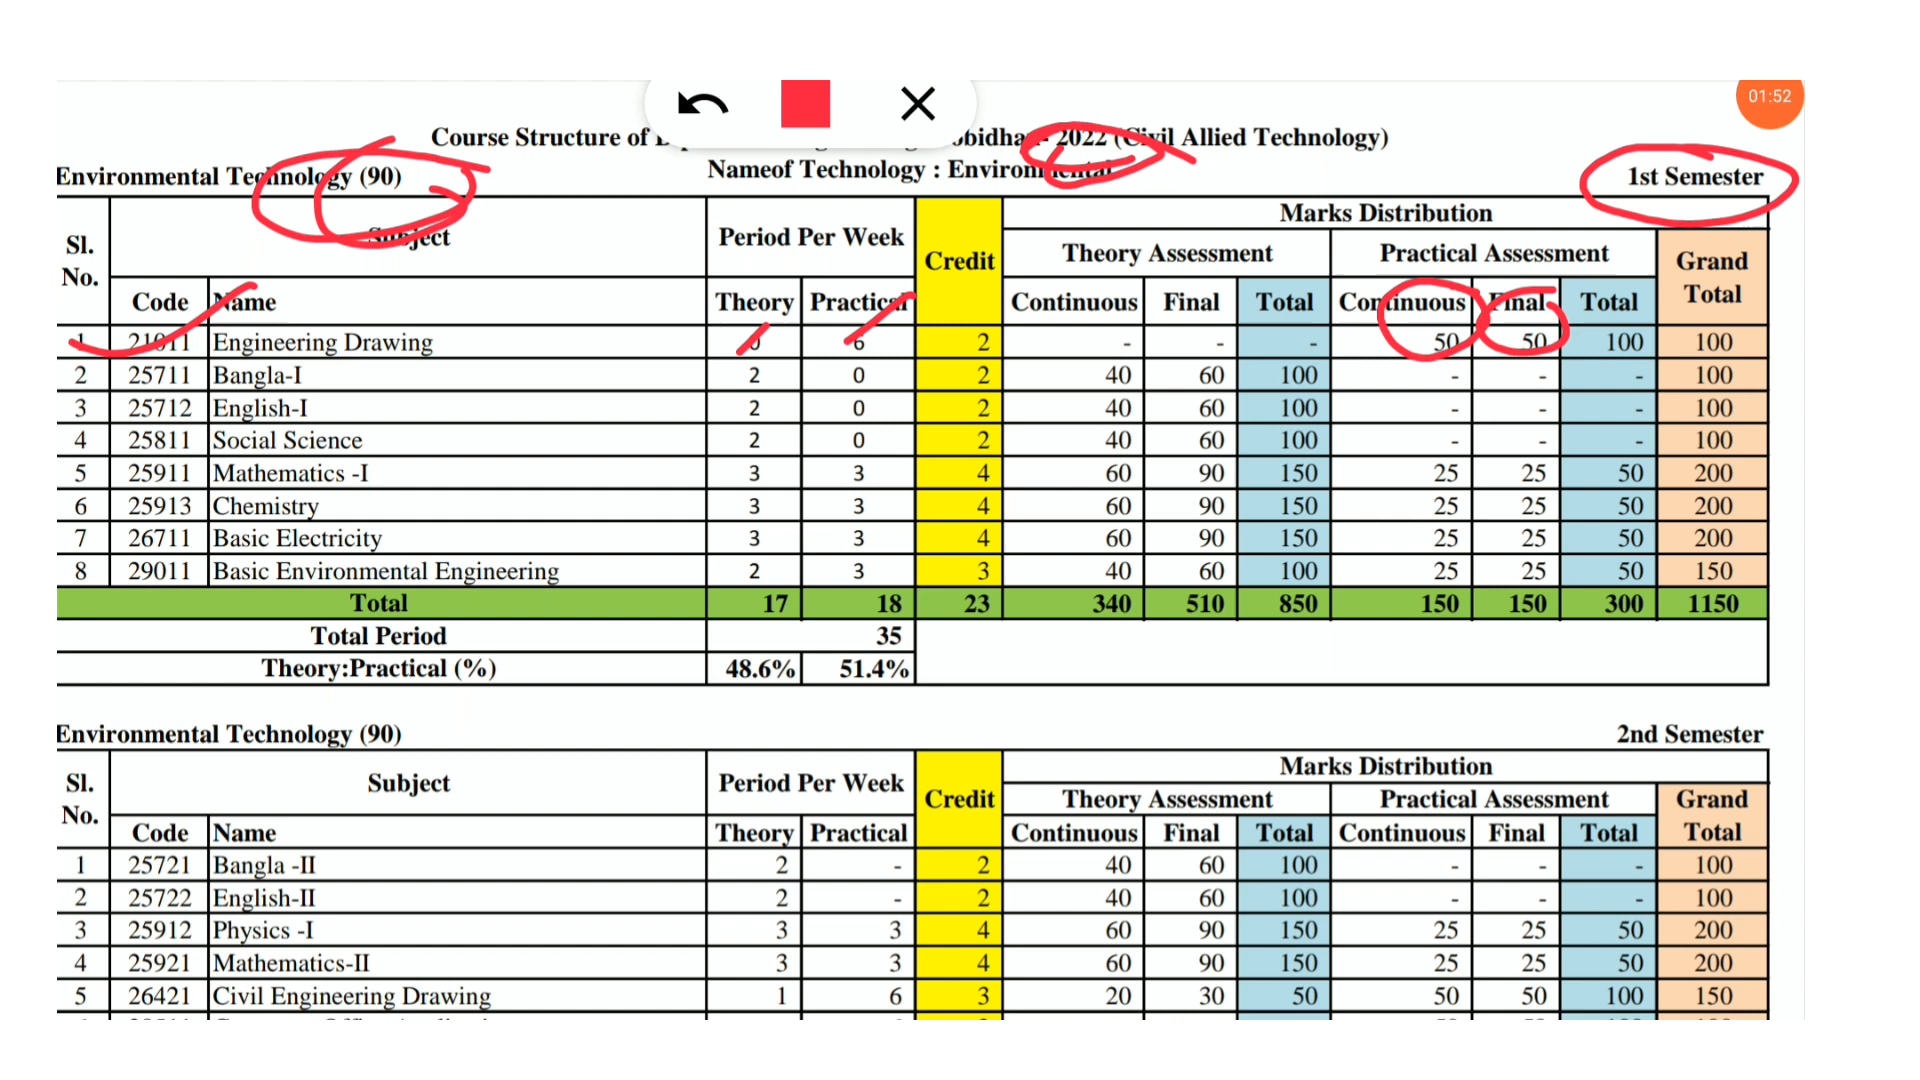 01:52
Course Structure of
2022 (Civil Allied Technology)
Environmental Technology (90)
Nameof Technology : Environmental
1st Semester
Sl. No. Subject Period Per Week Credit Marks Distribution
Theory Assessment Practical Assessment Grand Total
Code Name Theory Practical Continuous Final Total Continuous Final Total
1 21011 Engineering Drawing 0 6 2 - - - 50 50 100 100
2 25711 Bangla-I 2 0 2 40 60 100 - - - 100
3 25712 English-I 2 0 2 40 60 100 - - - 100
4 25811 Social Science 2 0 2 40 60 100 - - - 100
5 25911 Mathematics -I 3 3 4 60 90 150 25 25 50 200
6 25913 Chemistry 3 3 4 60 90 150 25 25 50 200
7 26711 Basic Electricity 3 3 4 60 90 150 25 25 50 200
8 29011 Basic Environmental Engineering 2 3 3 40 60 100 25 25 50 150
Total 17 18 23 340 510 850 150 150 300 1150
Total Period 35
Theory:Practical (%) 48.6% 51.4%
Environmental Technology (90) 2nd Semester
Sl. No. Subject Period Per Week Credit Marks Distribution
Theory Assessment Practical Assessment Grand Total
Code Name Theory Practical Continuous Final Total Continuous Final Total
1 25721 Bangla -II 2 - 2 40 60 100 - - - 100
2 25722 English-II 2 - 2 40 60 100 - - - 100
3 25912 Physics -I 3 3 4 60 90 150 25 25 50 200
4 25921 Mathematics-II 3 3 4 60 90 150 25 25 50 200
5 26421 Civil Engineering Drawing 1 6 3 20 30 50 50 50 100 150